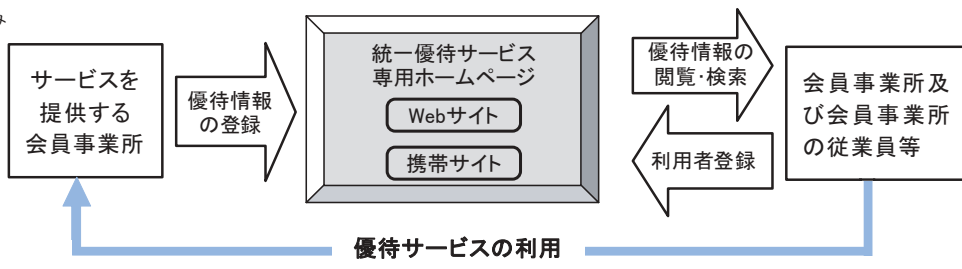 み
サービスを
提供する
会員事業所
優待情報
の登録
統一優待サービス
専用ホームページ
Webサイト
携帯サイト
優待情報の
閲覧・検索
利用者登録
会員事業所及
び会員事業所
の従業員等
優待サービスの利用